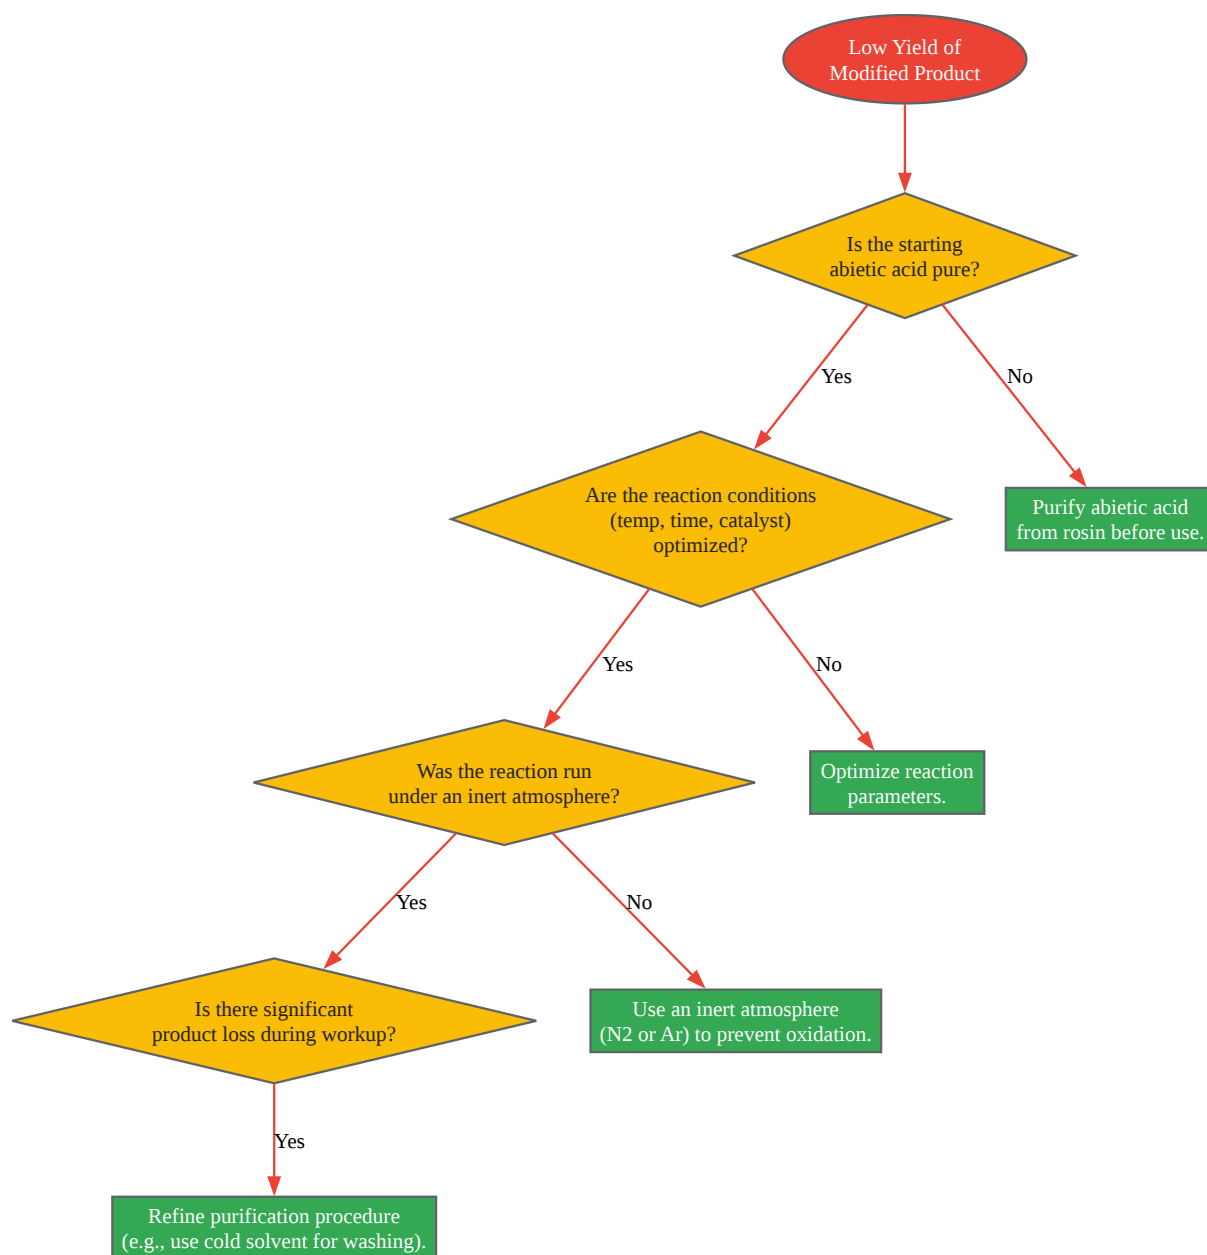 Low Yield of
Modified Product
Is the starting
abietic acid pure?
Yes
No
Are the reaction conditions
(temp, time, catalyst)
optimized?
Purify abietic acid
from rosin before use.
Yes
No
Was the reaction run
under an inert atmosphere?
Optimize reaction
parameters.
Yes
No
Is there significant
product loss during workup?
Use an inert atmosphere
(N2 or Ar) to prevent oxidation.
Yes
Refine purification procedure
(e.g., use cold solvent for washing).